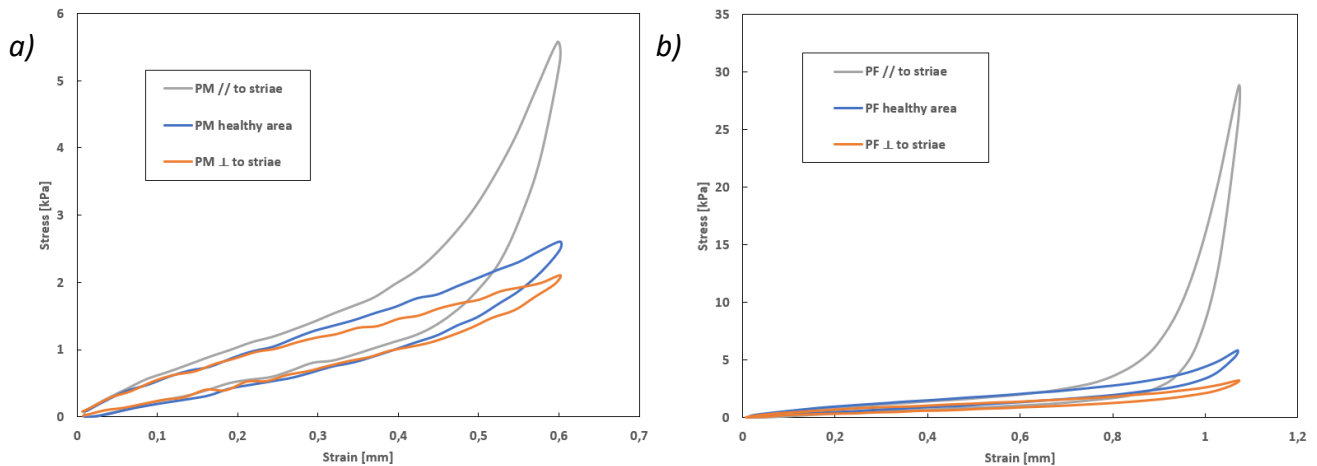 a)
7
6
5
4
3
2
1
0
0
0,1
0,2
0,3
0,4
0,5
0,6
0,7
Stress [kPa]
Strain [mm]
PM // to striae
PM healthy area
PM ⊥ to striae
b)
35
30
25
20
15
10
5
0
0
0,2
0,4
0,6
0,8
1
1,2
Stress [kPa]
Strain [mm]
PF // to striae
PF healthy area
PF ⊥ to striae